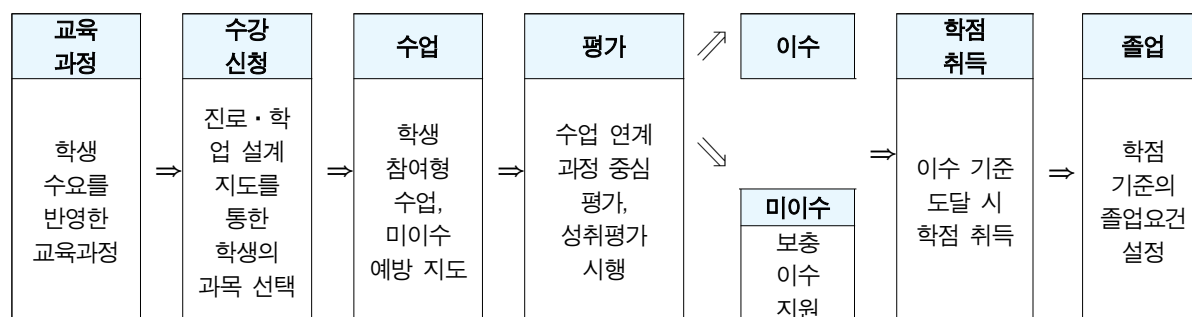 교육
과정
학생
수요를
반영한
교육과정
⇒
수강
신청
진로・학
업 설계
지도를
통한
학생의
과목 선택
⇒
수업
학생
참여형
수업,
미이수
예방 지도
⇒
평가
수업 연계
과정 중심
평가,
성취평가
시행
⇗
⇘
이수
미이수
보충
이수
지원
⇒
학점
취득
이수 기준
도달 시
학점 취득
⇒
졸업
학점
기준의
졸업요건
설정